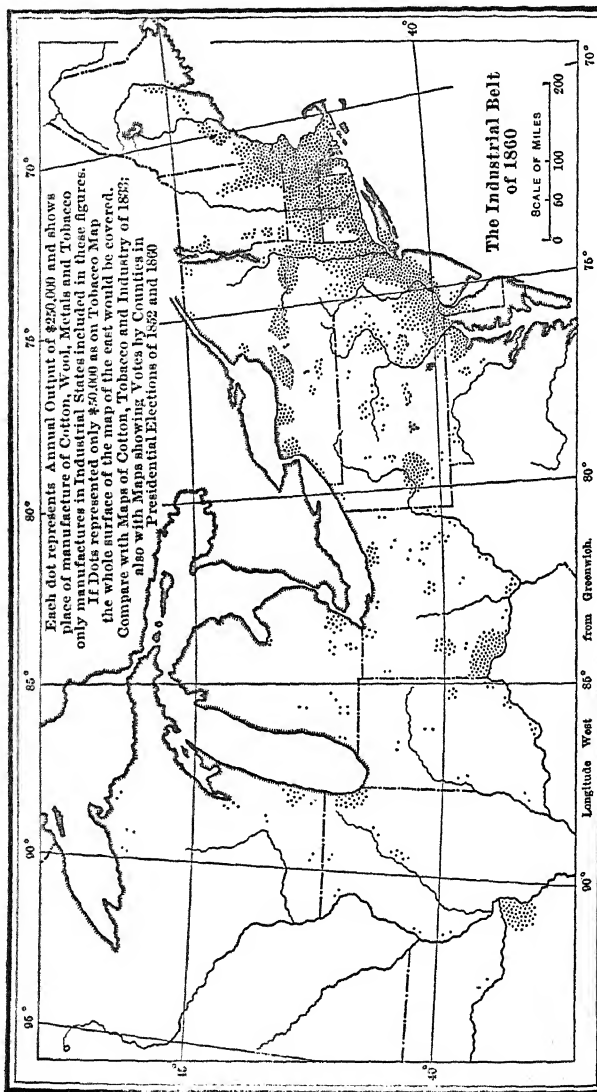 Each dot represents Annual Output of $250,000 and shows
place of manufacture of Cotton, Wool, Metals and Tobacco
only manufactures in Industrial States included in these figures.
If Dots represented only $50,000 as on Tobacco Map
the whole surface of the map of the east would be covered.
Compare with Maps of Cotton, Tobacco and Industry of 1833;
also with Maps showing Votes by Counties in
Presidential Elections of 1852 and 1860
95°
90°
85°
80°
75°
70°
40°
The Industrial Belt
of 1860
SCALE OF MILES
0 50 100 200
40°
90°
Longitude West
85°
from Greenwich.
80°
75°
70°